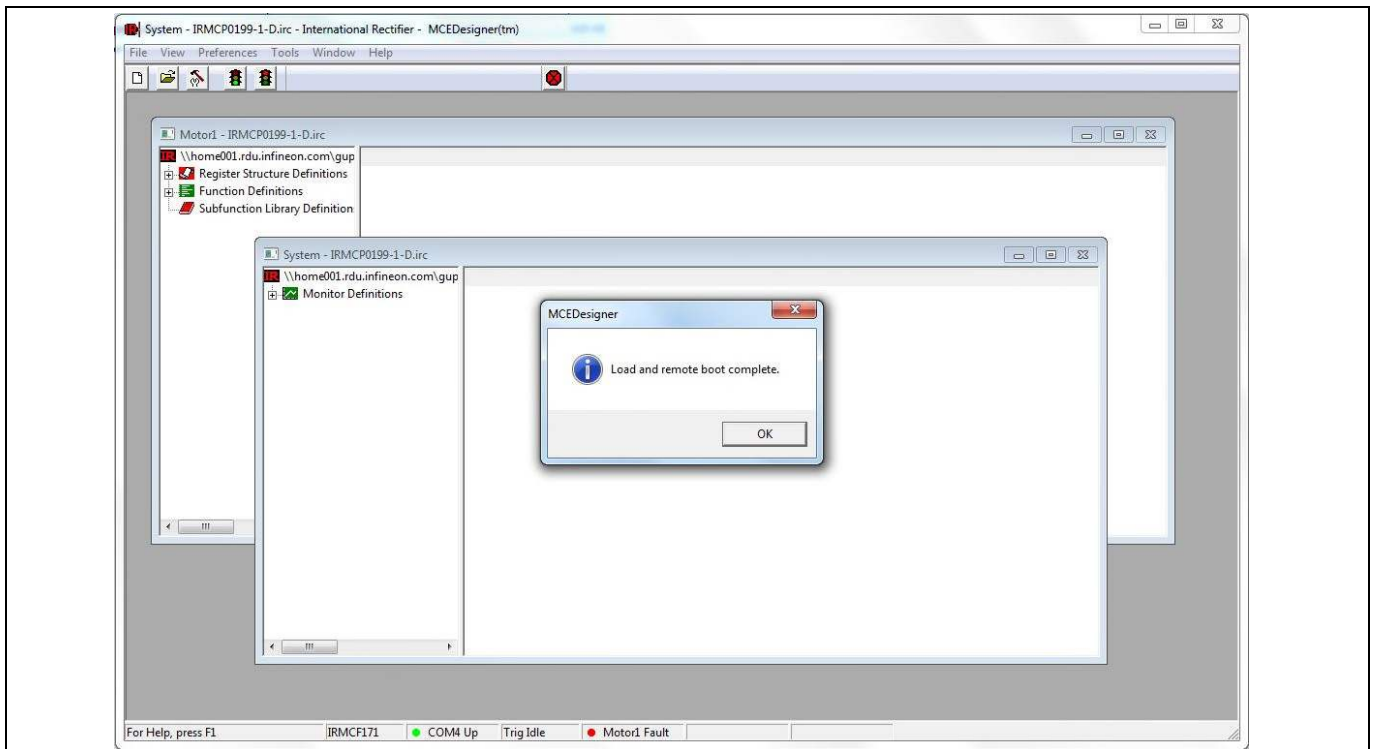 System - IRMCP0199-1-D.irc - International Rectifier - MCEDesigner(tm)
File View Preferences Tools Window Help
Motor1 - IRMCP0199-1-D.irc
IR \\home001.rdu.infineon.com\gup
Register Structure Definitions
Function Definitions
Subfunction Library Definition
System - IRMCP0199-1-D.irc
IR \\home001.rdu.infineon.com\gup
Monitor Definitions
MCEDesigner
Load and remote boot complete.
OK
For Help, press F1 IRMCF171 COM4 Up Trig Idle Motor1 Fault